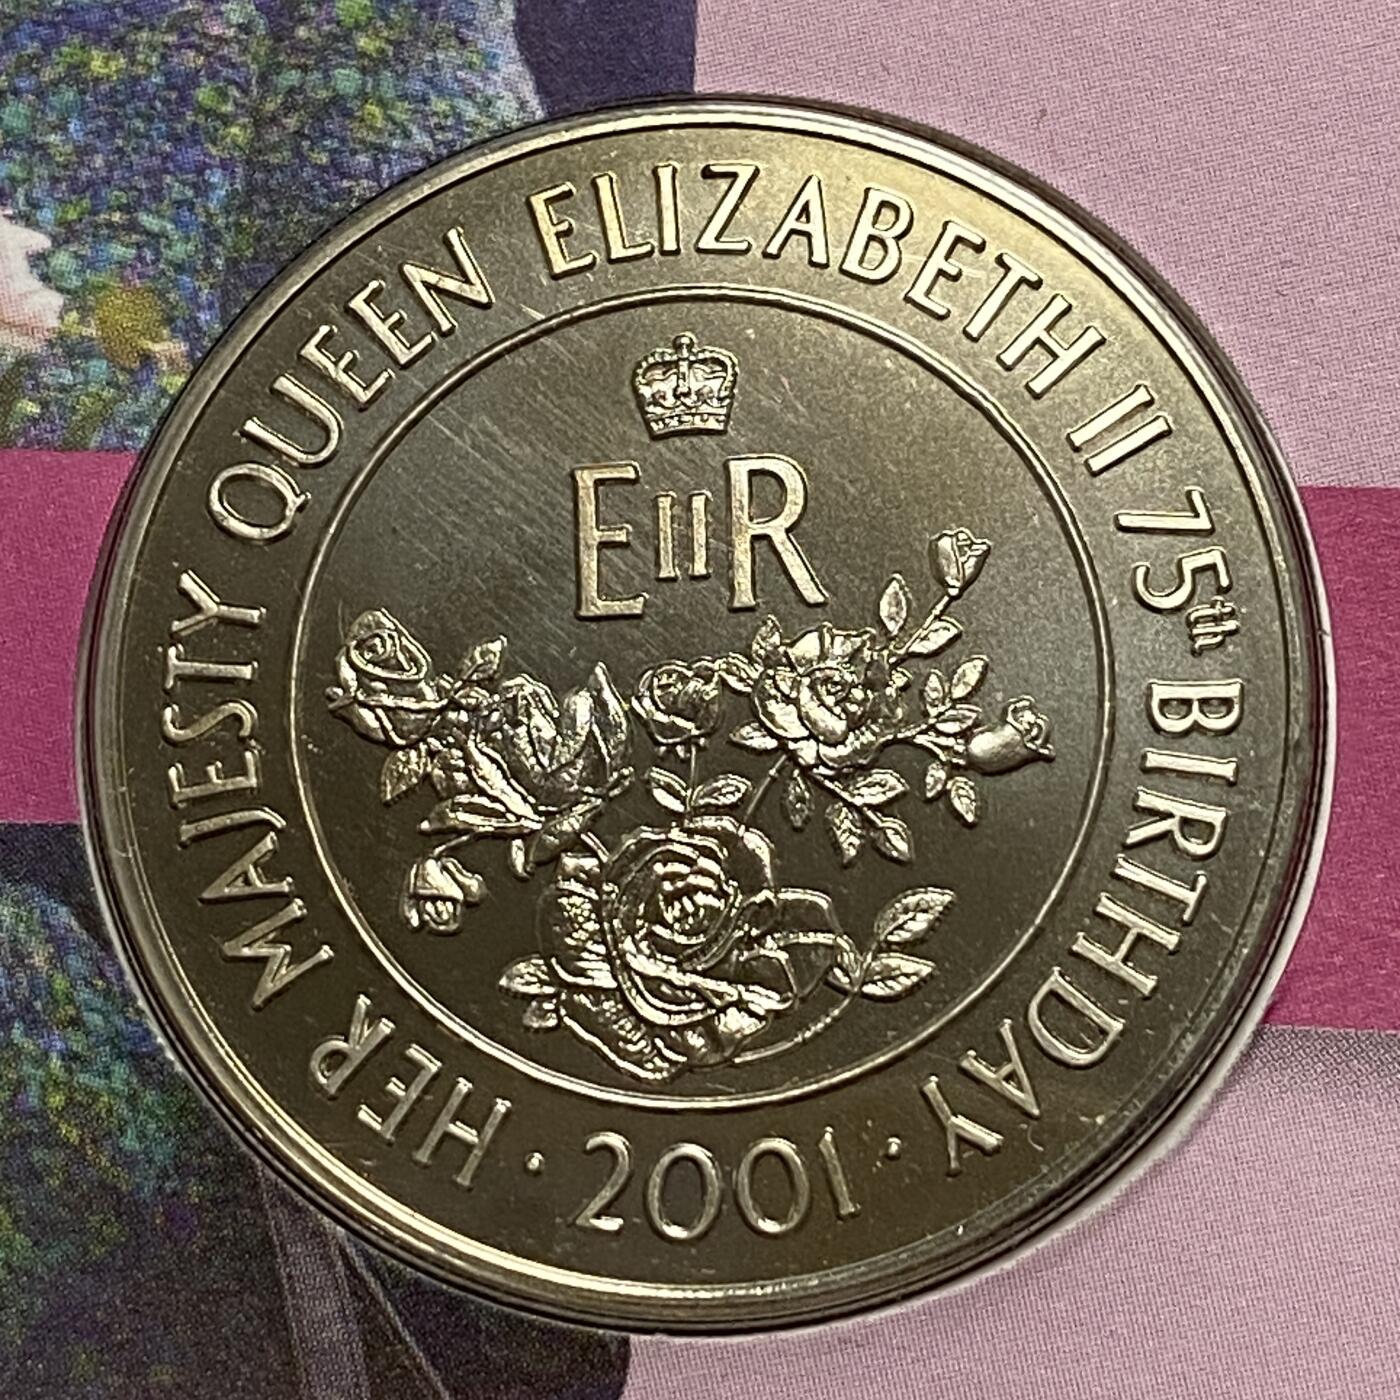 HER MAJESTY QUEEN ELIZABETH II 75th BIRTHDAY
· 2001 ·
EIIR